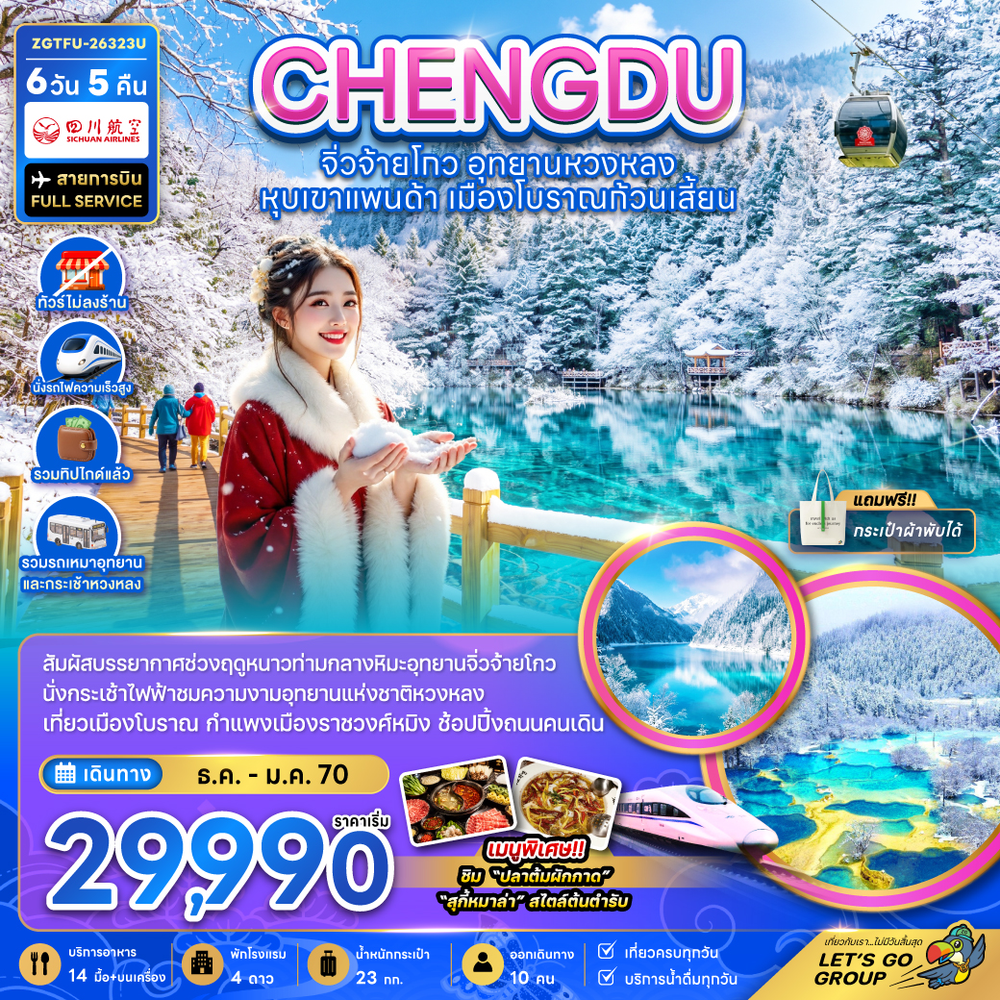 ZGTFU-26323U
6 วัน 5 คืน
四川航空
SICHUAN AIRLINES
สายการบิน
FULL SERVICE
CHENGDU
จิ่วจ้ายโกว อุทยานหวงหลง
หุบเขาแพนด้า เมืองโบราณก้วนเสี้ยน
ทัวร์ไม่ลงร้าน
นั่งรถไฟความเร็วสูง
รวมทิปไกด์แล้ว
รวมรถเหมาอุทยาน
และกระเช้าหวงหลง
แถมฟรี!!
กระเป๋าผ้าพับได้
สัมผัสบรรยากาศช่วงฤดูหนาวท่ามกลางหิมะอุทยานจิ่วจ้ายโกว
นั่งกระเช้าไฟฟ้าชมความงามอุทยานแห่งชาติหวงหลง
เที่ยวเมืองโบราณ กำแพงเมืองราชวงศ์หมิง ช้อปปิ้งถนนคนเดิน
เดินทาง ธ.ค. - ม.ค. 70
ราคาเริ่ม
29,990
เมนูพิเศษ!!
ชิม "ปลาต้มผักกาด"
"สุกี้หมาล่า" สไตล์ต้นตำรับ
บริการอาหาร
14 มื้อ+บนเครื่อง
พักโรงแรม
4 ดาว
น้ำหนักกระเป๋า
23 กก.
ออกเดินทาง
10 คน
เที่ยวครบทุกวัน
บริการน้ำดื่มทุกวัน
เที่ยวกับเรา...ไม่มีวันสิ้นสุด
LET'S GO
GROUP